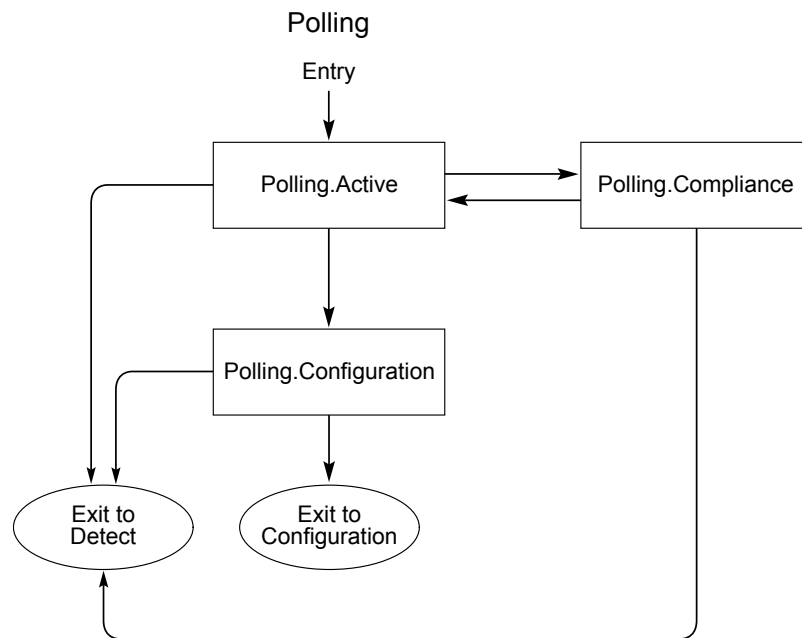 Polling
Entry
Polling.Active
Polling.Compliance
Polling.Configuration
Exit to
Detect
Exit to
Configuration